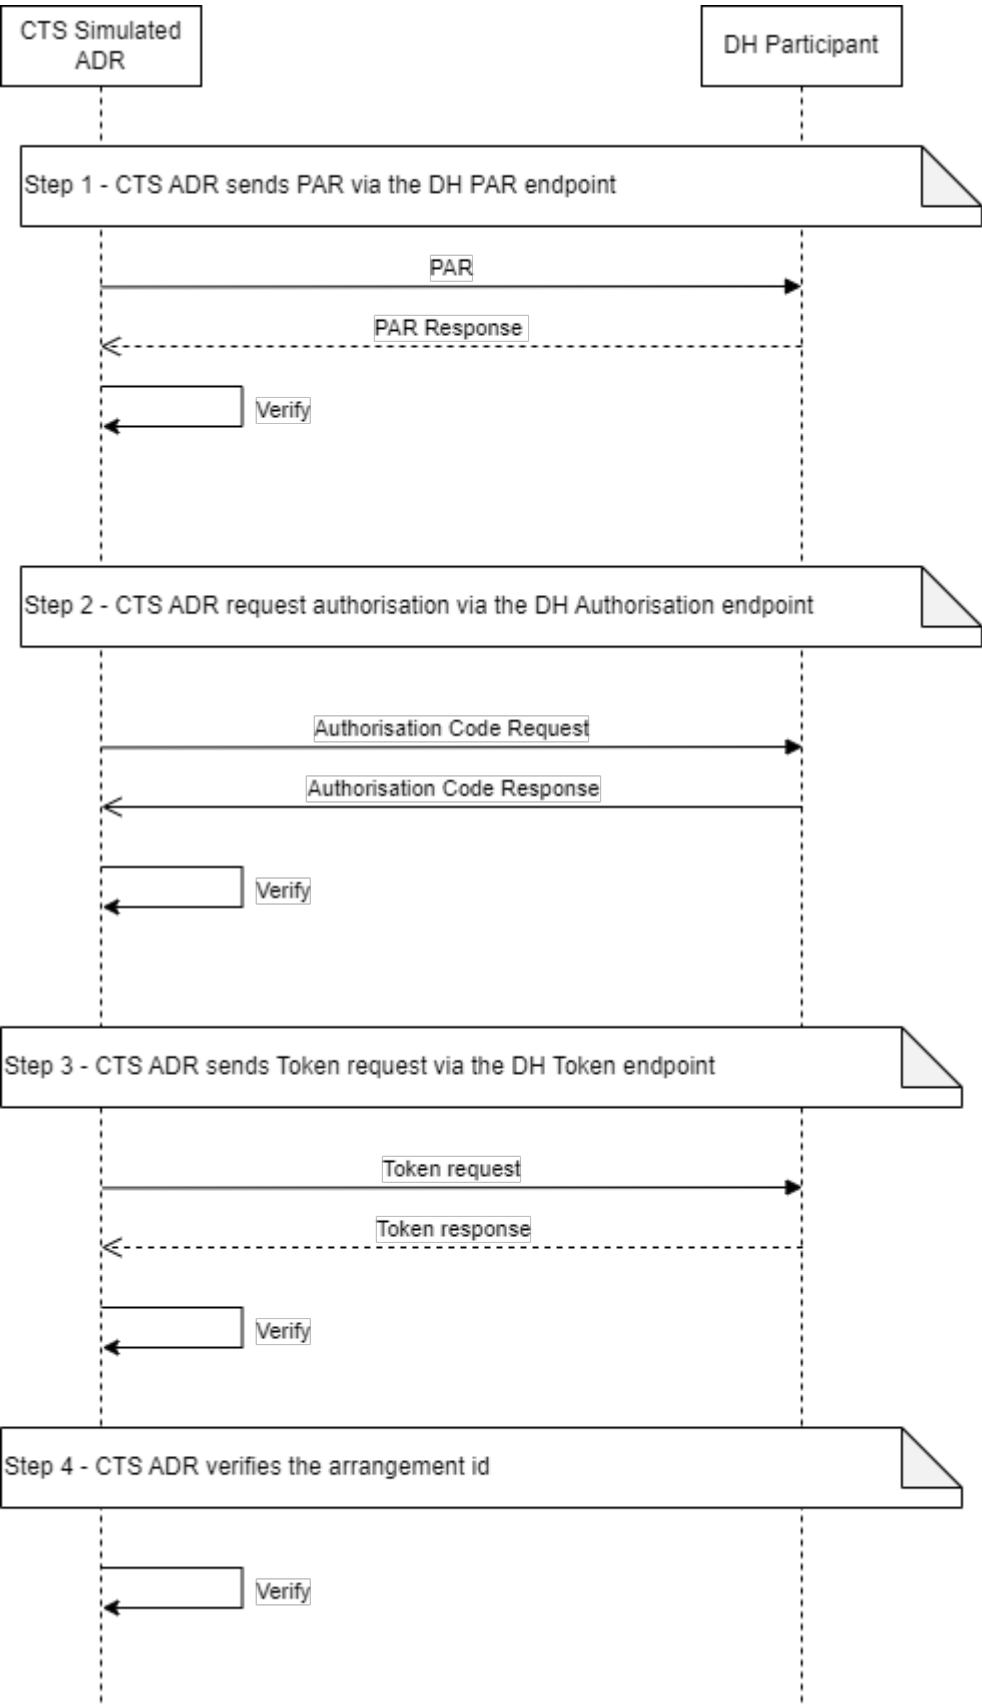 CTS Simulated
ADR
DH Participant
Step 1 - CTS ADR sends PAR via the DH PAR endpoint
PAR
PAR Response
Verify
Step 2 - CTS ADR request authorisation via the DH Authorisation endpoint
Authorisation Code Request
Authorisation Code Response
Verify
Step 3 - CTS ADR sends Token request via the DH Token endpoint
Token request
Token response
Verify
Step 4 - CTS ADR verifies the arrangement id
Verify